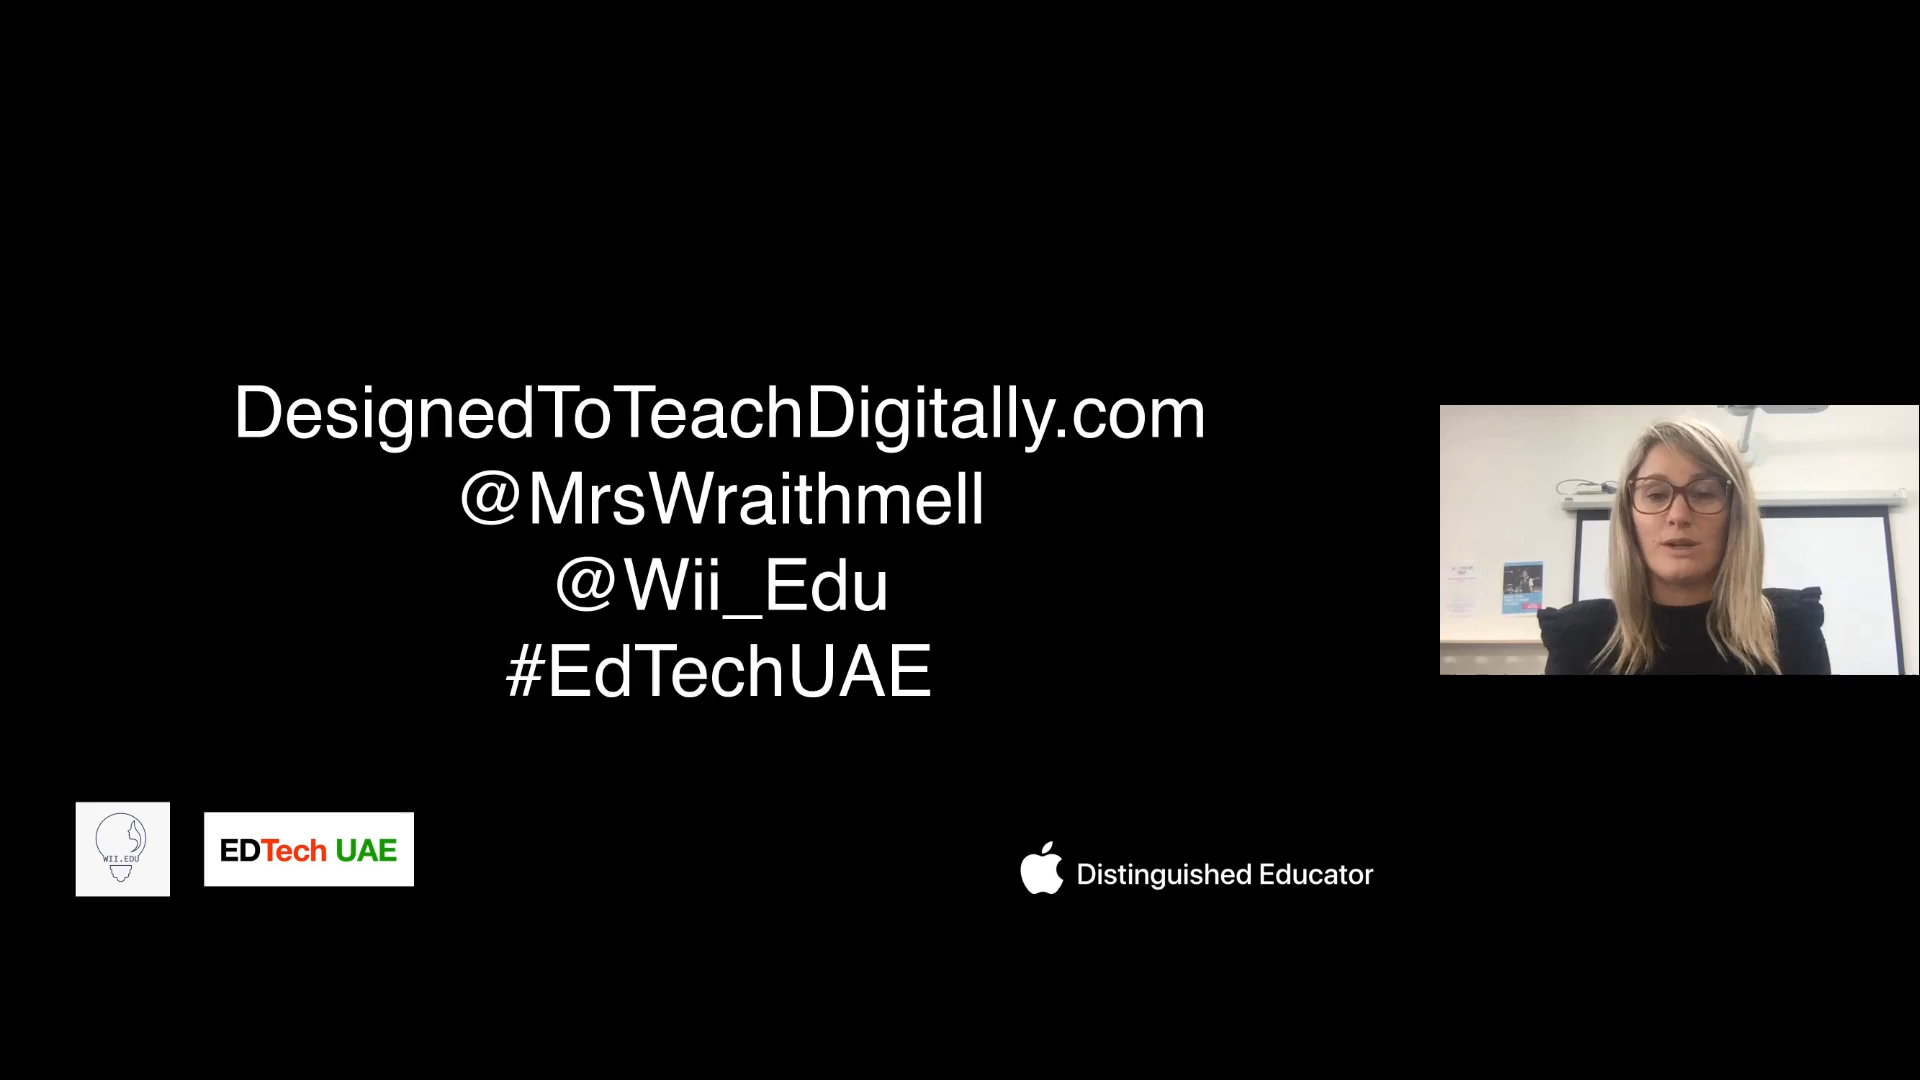 DesignedToTeachDigitally.com
@MrsWraithmell
@Wii_Edu
#EdTechUAE
WII.EDU
EDTech UAE
Distinguished Educator